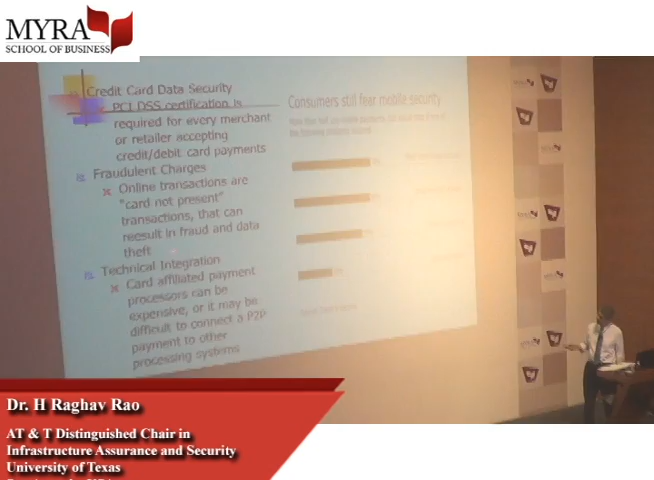 MYRA
SCHOOL OF BUSINESS
Credit Card Data Security
PCI DSS certification is
required for every merchant
or retailer accepting
credit/debit card payments
Fraudulent Charges
Online transactions are
"card not present"
transactions, that can
reesult in fraud and data
theft
Technical Integration
Card affiliated payment
processors can be
expensive, or it may be
difficult to connect a P2P
payment to other
processing systems
Consumers still fear mobile security
Dr. H Raghav Rao
AT & T Distinguished Chair in
Infrastructure Assurance and Security
University of Texas